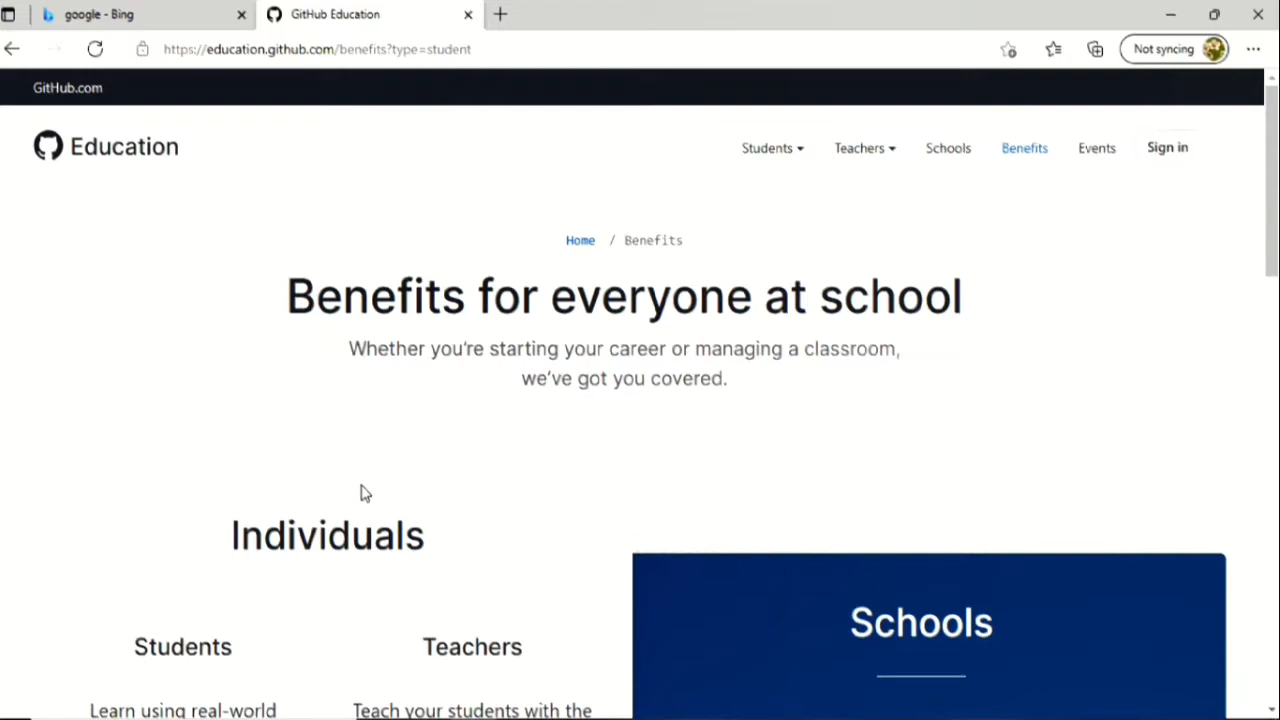 google - Bing
GitHub Education
https://education.github.com/benefits?type=student
Not syncing
GitHub.com
Education
Students
Teachers
Schools
Benefits
Events
Sign in
Home / Benefits
Benefits for everyone at school
Whether you're starting your career or managing a classroom,
we've got you covered.
Individuals
Schools
Students
Teachers
Learn using real-world
Teach your students with the